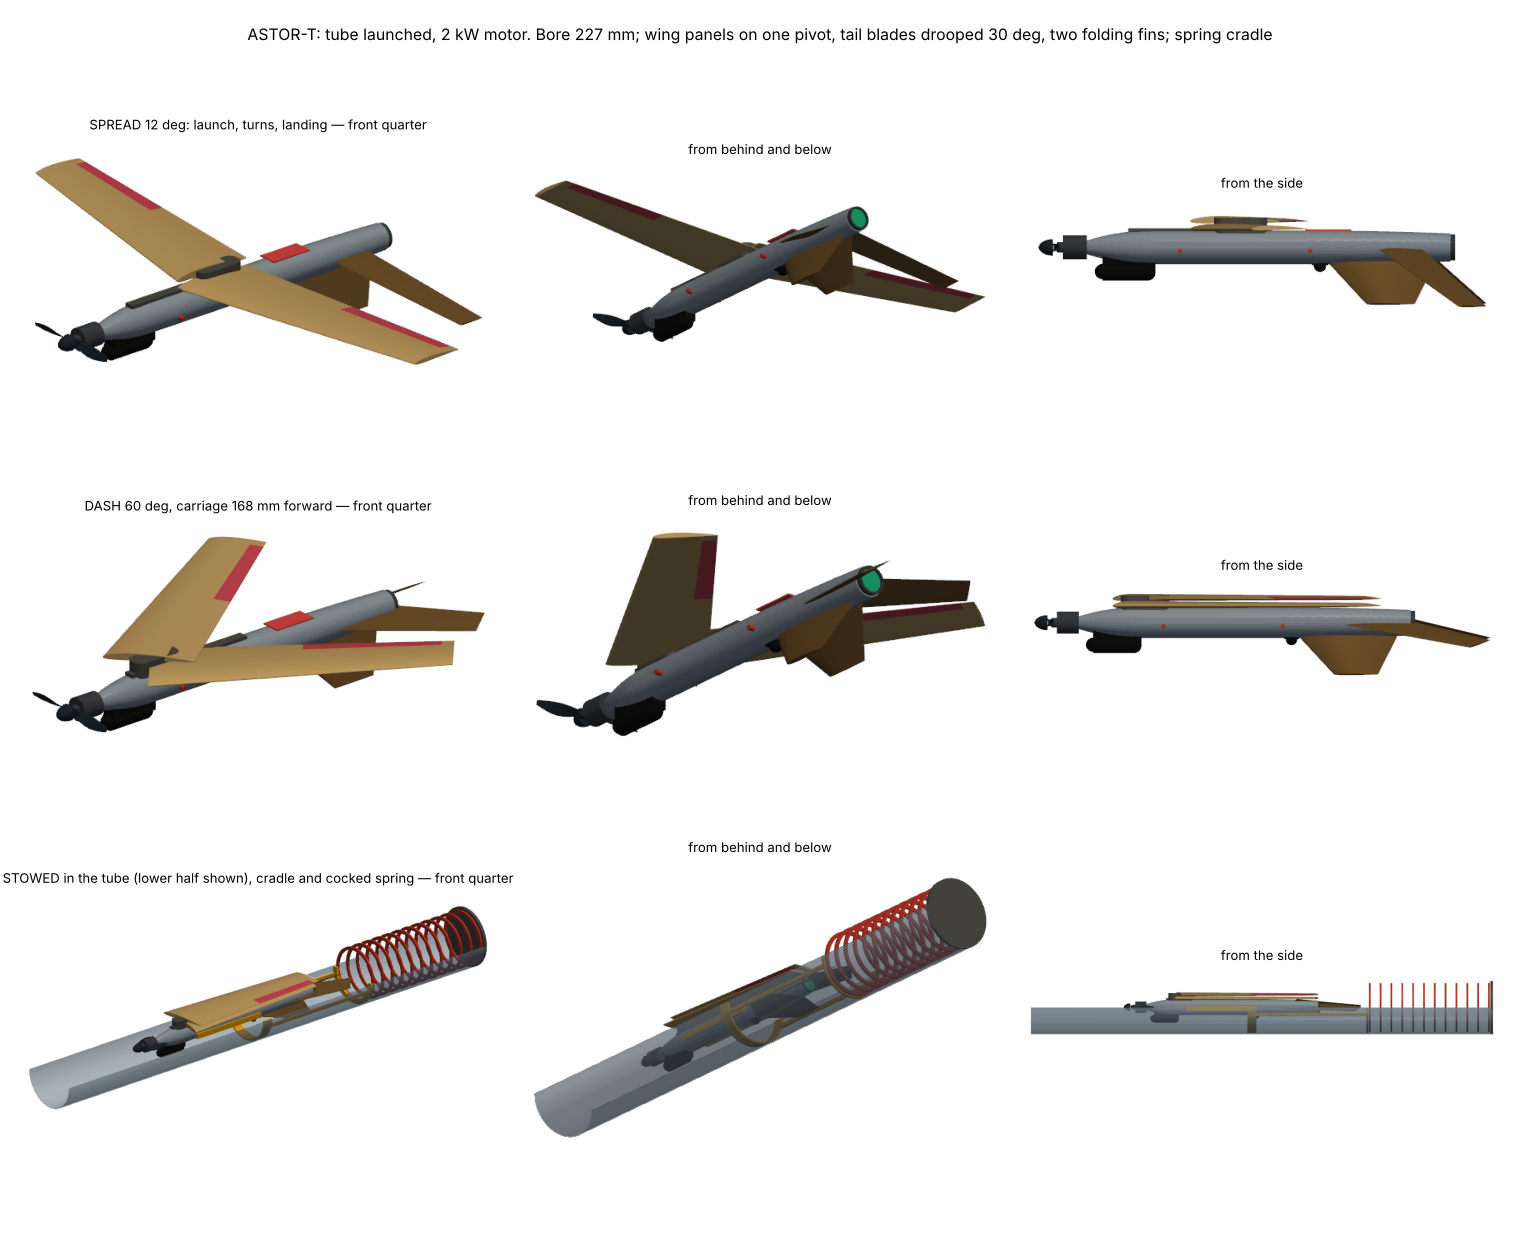 ASTOR-T: tube launched, 2 kW motor. Bore 227 mm; wing panels on one pivot, tail blades drooped 30 deg, two folding fins; spring cradle
SPREAD 12 deg: launch, turns, landing — front quarter
from behind and below
from the side
DASH 60 deg, carriage 168 mm forward — front quarter
from behind and below
from the side
STOWED in the tube (lower half shown), cradle and cocked spring — front quarter
from behind and below
from the side